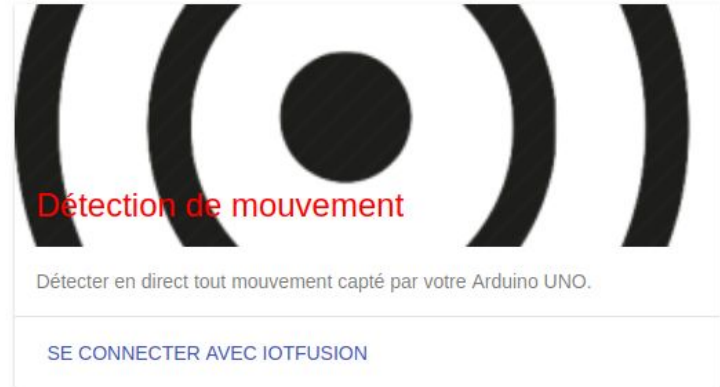 Détection de mouvement
Détecter en direct tout mouvement capté par votre Arduino UNO.
SE CONNECTER AVEC IOTFUSION